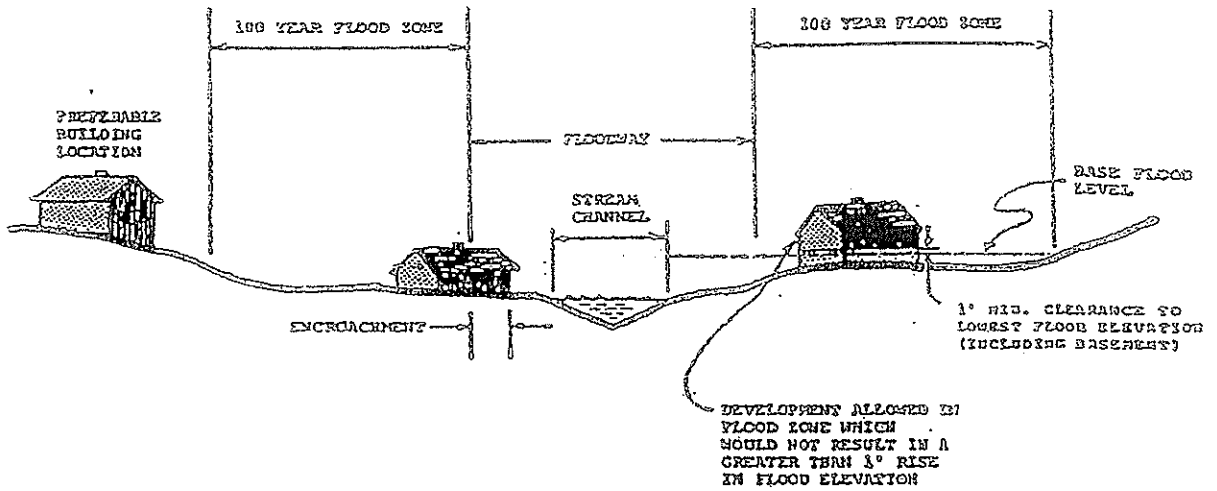 100 YEAR FLOOD ZONE
100 YEAR FLOOD ZONE
PREFERABLE
BUILDING
LOCATION
FLOODWAY
BASE FLOOD
LEVEL
STREAM
CHANNEL
ENCROACHMENT
1' MIN. CLEARANCE TO
LOWEST FLOOR ELEVATION
(INCLUDING BASEMENT)
DEVELOPMENT ALLOWED IN
FLOOD ZONE WHICH
WOULD NOT RESULT IN A
GREATER THAN 1' RISE
IN FLOOD ELEVATION